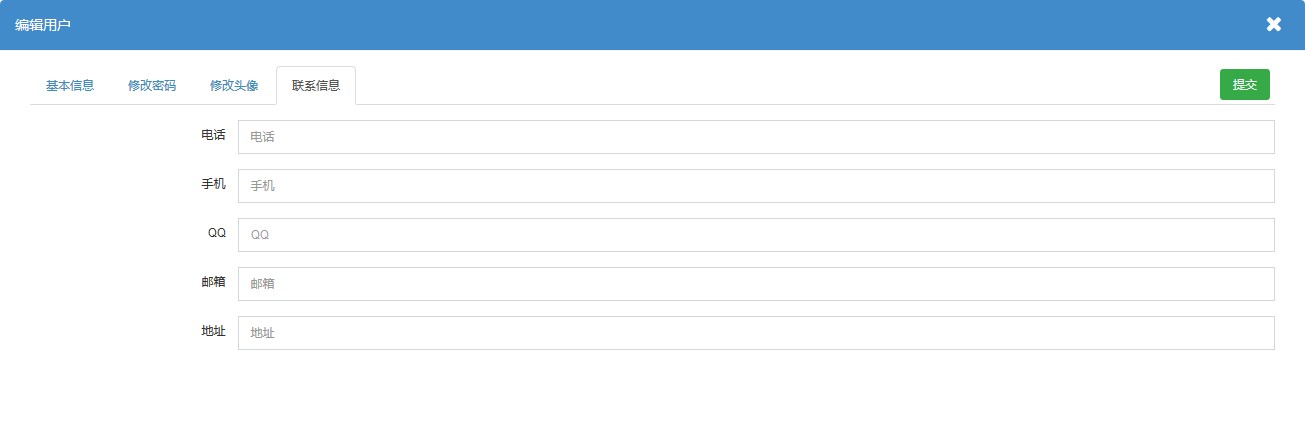 编辑用户
基本信息 修改密码 修改头像 联系信息 提交
电话 电话
手机 手机
QQ QQ
邮箱 邮箱
地址 地址